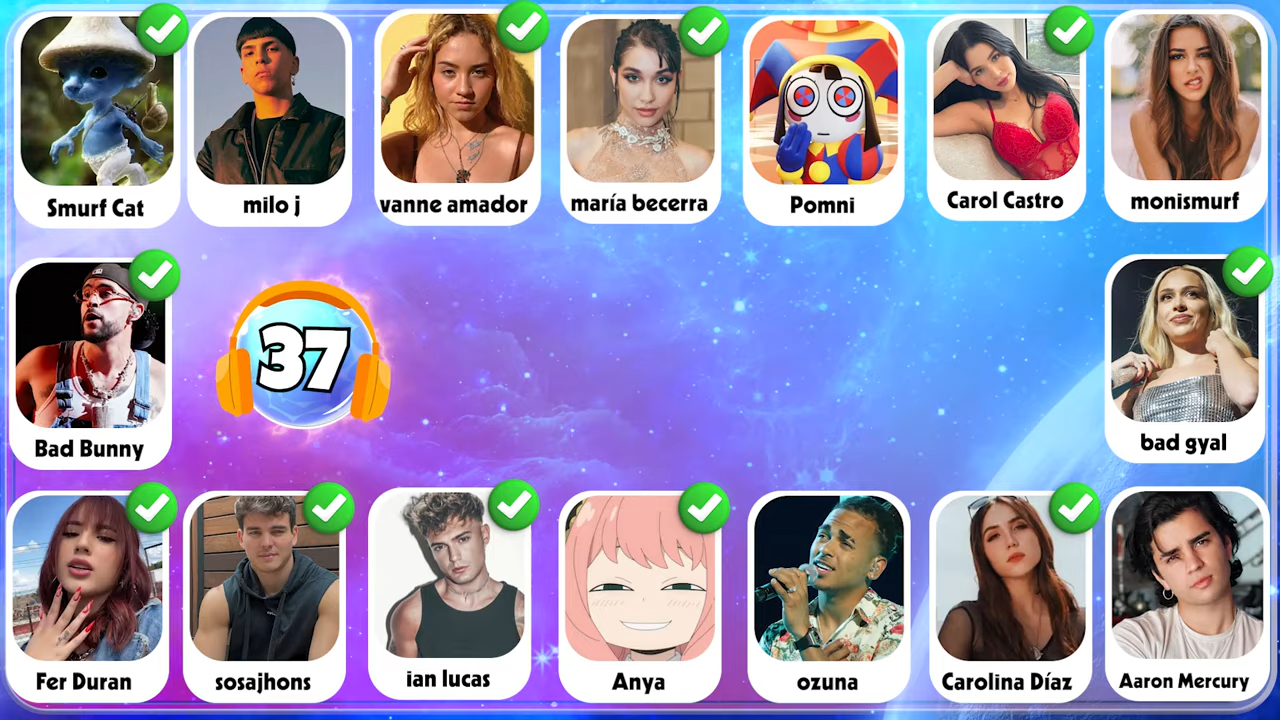 Smurf Cat
milo j
vanne amador
maría becerra
Pomni
Carol Castro
monismurf
Bad Bunny
37
bad gyal
Fer Duran
sosajhons
ian lucas
Anya
ozuna
Carolina Díaz
Aaron Mercury